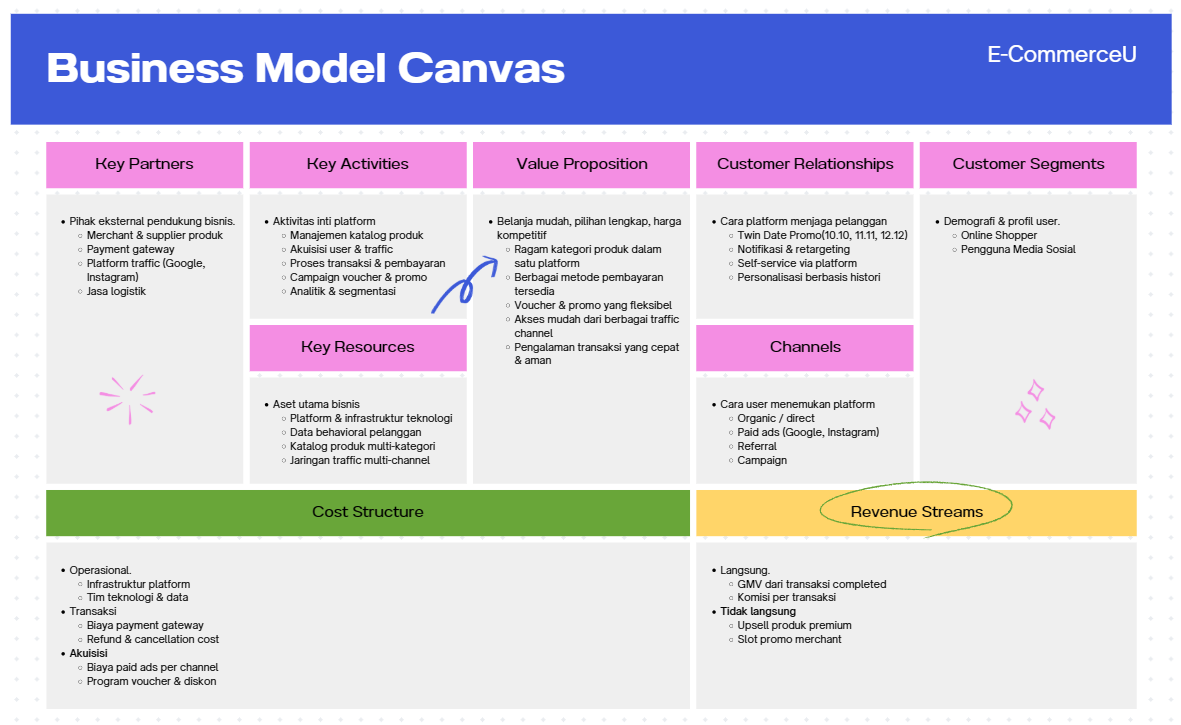 Business Model Canvas
E-CommerceU
Key Partners
• Pihak eksternal pendukung bisnis.
○ Merchant & supplier produk
○ Payment gateway
○ Platform traffic (Google,
Instagram)
○ Jasa logistik
Key Activities
• Aktivitas inti platform
○ Manajemen katalog produk
○ Akuisisi user & traffic
○ Proses transaksi & pembayaran
○ Campaign voucher & promo
○ Analitik & segmentasi
Key Resources
• Aset utama bisnis
○ Platform & infrastruktur teknologi
○ Data behavioral pelanggan
○ Katalog produk multi-kategori
○ Jaringan traffic multi-channel
Value Proposition
• Belanja mudah, pilihan lengkap, harga
kompetitif
○ Ragam kategori produk dalam
satu platform
○ Berbagai metode pembayaran
tersedia
○ Voucher & promo yang fleksibel
○ Akses mudah dari berbagai traffic
channel
○ Pengalaman transaksi yang cepat
& aman
Customer Relationships
• Cara platform menjaga pelanggan
○ Twin Date Promo(10.10, 11.11, 12.12)
○ Notifikasi & retargeting
○ Self-service via platform
○ Personalisasi berbasis histori
Channels
• Cara user menemukan platform
○ Organic / direct
○ Paid ads (Google, Instagram)
○ Referral
○ Campaign
Customer Segments
• Demografi & profil user.
○ Online Shopper
○ Pengguna Media Sosial
Cost Structure
• Operasional.
○ Infrastruktur platform
○ Tim teknologi & data
• Transaksi
○ Biaya payment gateway
○ Refund & cancellation cost
• Akuisisi
○ Biaya paid ads per channel
○ Program voucher & diskon
Revenue Streams
• Langsung.
○ GMV dari transaksi completed
○ Komisi per transaksi
• Tidak langsung
○ Upsell produk premium
○ Slot promo merchant